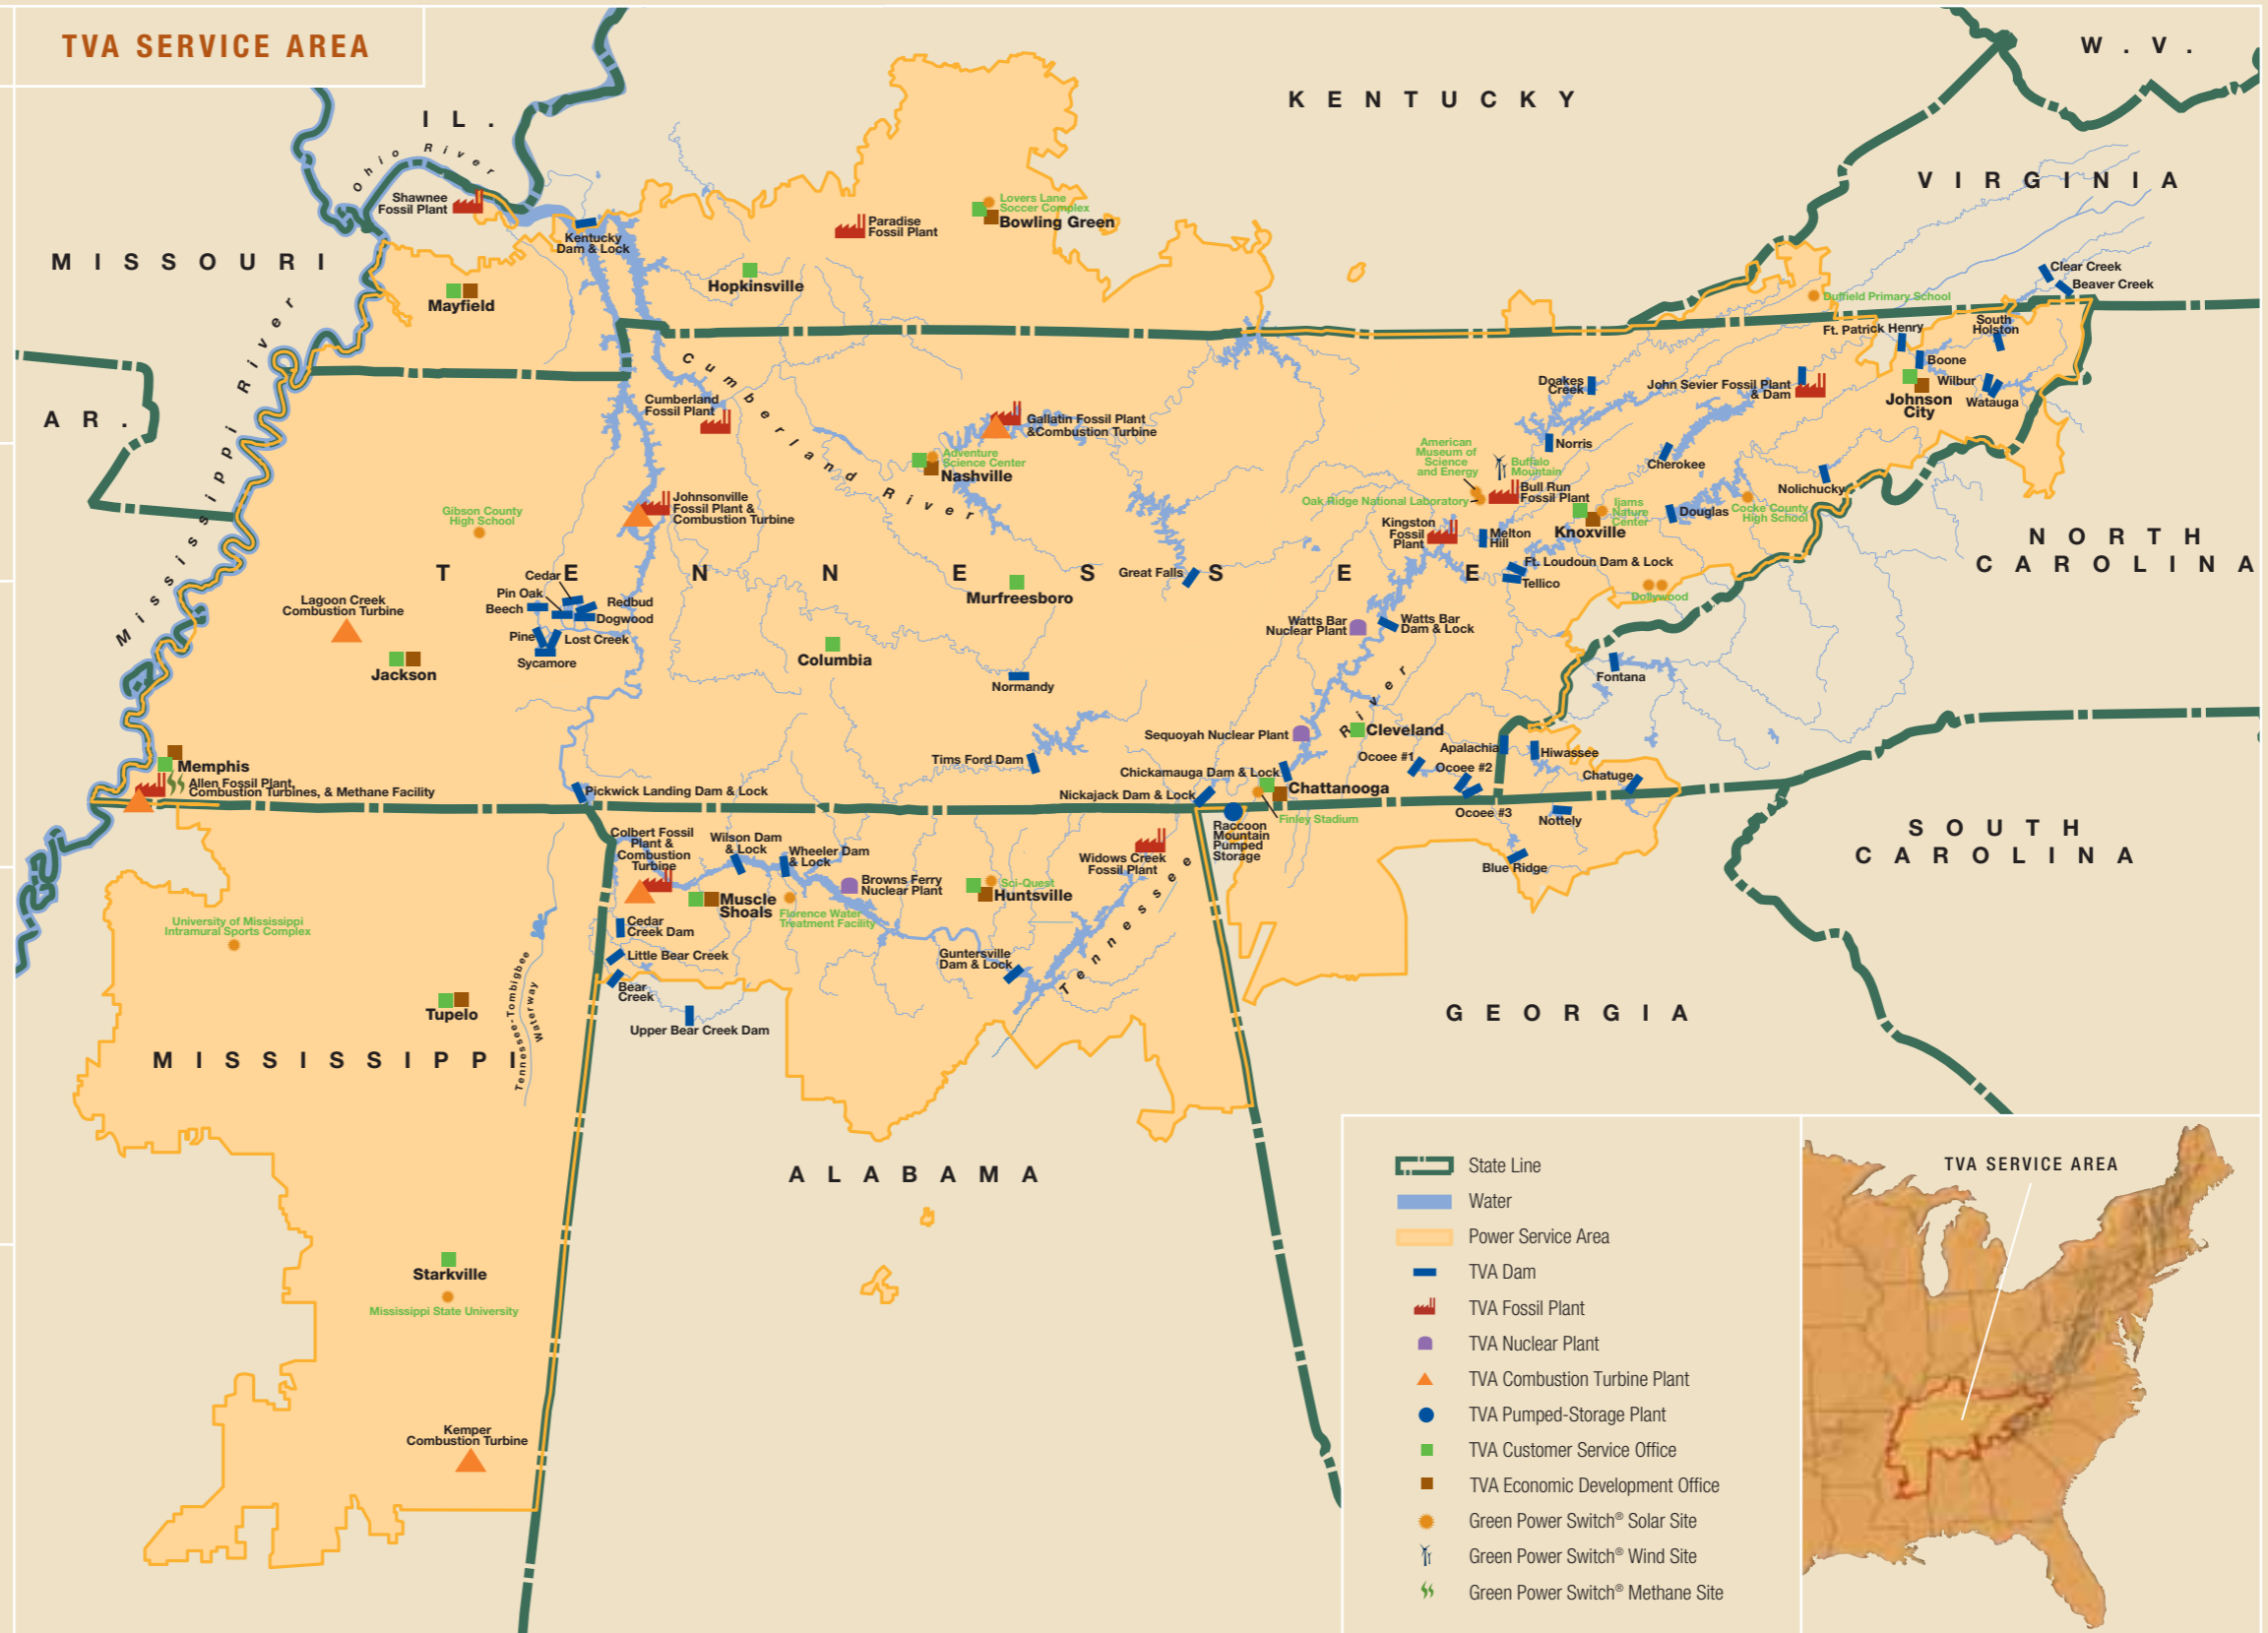 TVA SERVICE AREA
W. V.
KENTUCKY
IL.
Ohio River
VIRGINIA
Shawnee
Fossil Plant
Lovers Lane
Soccer Complex
Bowling Green
Paradise
Fossil Plant
Kentucky
Dam & Lock
MISSOURI
Hopkinsville
Mayfield
Clear Creek
Beaver Creek
Duffield Primary School
Ft. Patrick Henry
South
Holston
Mississippi River
Cumberland River
Boone
Wilbur
Watauga
Johnson
City
Doakes
Creek
John Sevier Fossil Plant
& Dam
AR.
Cumberland
Fossil Plant
Gallatin Fossil Plant
&Combustion Turbine
Norris
Cherokee
Adventure
Science Center
Nashville
American
Museum of
Science
and Energy
Buffalo
Mountain
Bull Run
Fossil Plant
Oak Ridge National Laboratory
Nolichucky
Johnsonville
Fossil Plant &
Combustion Turbine
Gibson County
High School
Ijams
Nature
Center
Knoxville
Douglas
Cocke County
High School
Kingston
Fossil
Plant
Melton
Hill
NORTH
CAROLINA
TENNESSEE
Great Falls
Ft. Loudoun Dam & Lock
Tellico
Dollywood
Cedar
Pin Oak
Beech
Redbud
Dogwood
Pine
Lost Creek
Sycamore
Murfreesboro
Lagoon Creek
Combustion Turbine
Watts Bar
Nuclear Plant
Watts Bar
Dam & Lock
Columbia
Jackson
Normandy
Fontana
Tennessee River
Sequoyah Nuclear Plant
Cleveland
Apalachia
Hiwassee
Ocoee #1
Ocoee #2
Ocoee #3
Chatuge
Nottely
Tims Ford Dam
Chickamauga Dam & Lock
Chattanooga
Nickajack Dam & Lock
Finley Stadium
Raccoon
Mountain
Pumped
Storage
Memphis
Allen Fossil Plant,
Combustion Turbines, & Methane Facility
Pickwick Landing Dam & Lock
Blue Ridge
SOUTH
CAROLINA
Colbert Fossil
Plant &
Combustion
Turbine
Wilson Dam
& Lock
Wheeler Dam
& Lock
Widows Creek
Fossil Plant
Browns Ferry
Nuclear Plant
Sci-Quest
Huntsville
Muscle
Shoals
Florence Water
Treatment Facility
Cedar
Creek Dam
Little Bear Creek
Bear
Creek
Upper Bear Creek Dam
Guntersville
Dam & Lock
University of Mississippi
Intramural Sports Complex
Tennessee-Tombigbee
Waterway
Tupelo
GEORGIA
MISSISSIPPI
ALABAMA
Starkville
Mississippi State University
Kemper
Combustion Turbine
State Line
Water
Power Service Area
TVA Dam
TVA Fossil Plant
TVA Nuclear Plant
TVA Combustion Turbine Plant
TVA Pumped-Storage Plant
TVA Customer Service Office
TVA Economic Development Office
Green Power Switch® Solar Site
Green Power Switch® Wind Site
Green Power Switch® Methane Site
TVA SERVICE AREA